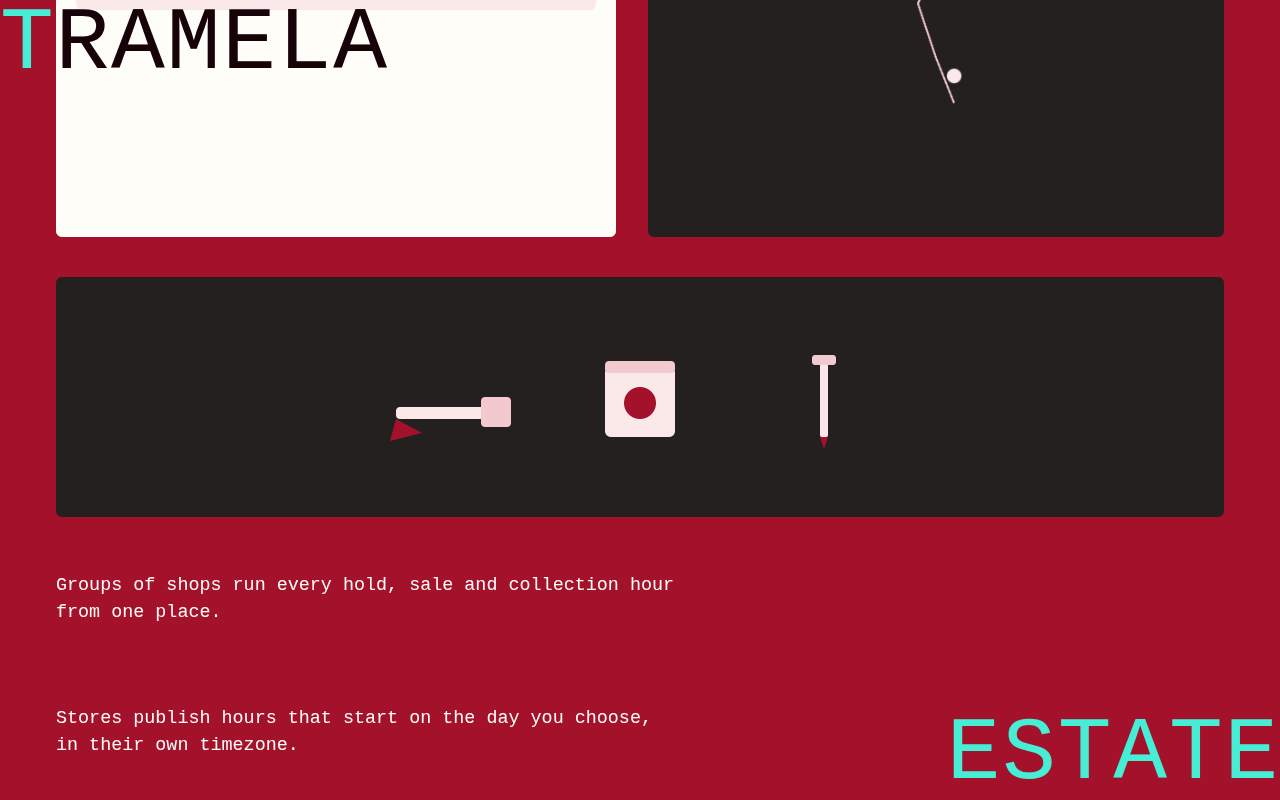 TRAMELA
Groups of shops run every hold, sale and collection hour
from one place.
Stores publish hours that start on the day you choose,
in their own timezone.
ESTATE